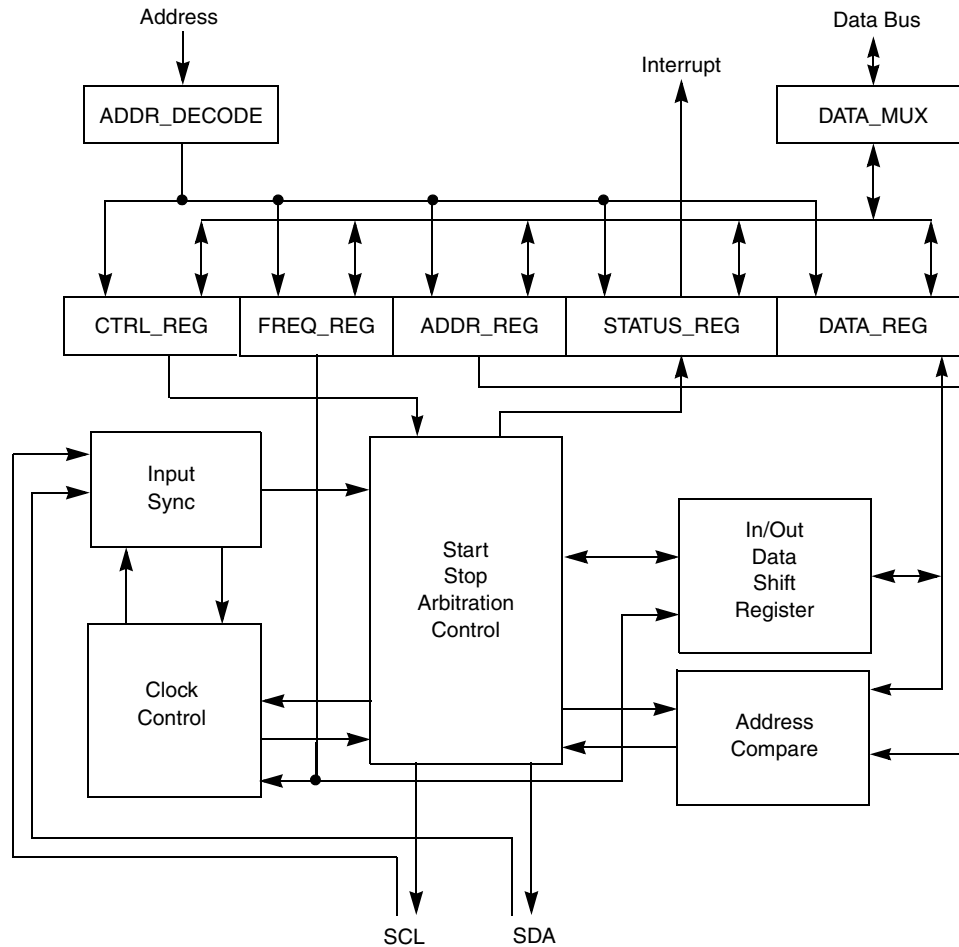 Address
Data Bus
Interrupt
ADDR_DECODE
DATA_MUX
CTRL_REG
FREQ_REG
ADDR_REG
STATUS_REG
DATA_REG
Input
Sync
Start
Stop
Arbitration
Control
In/Out
Data
Shift
Register
Clock
Control
Address
Compare
SCL
SDA